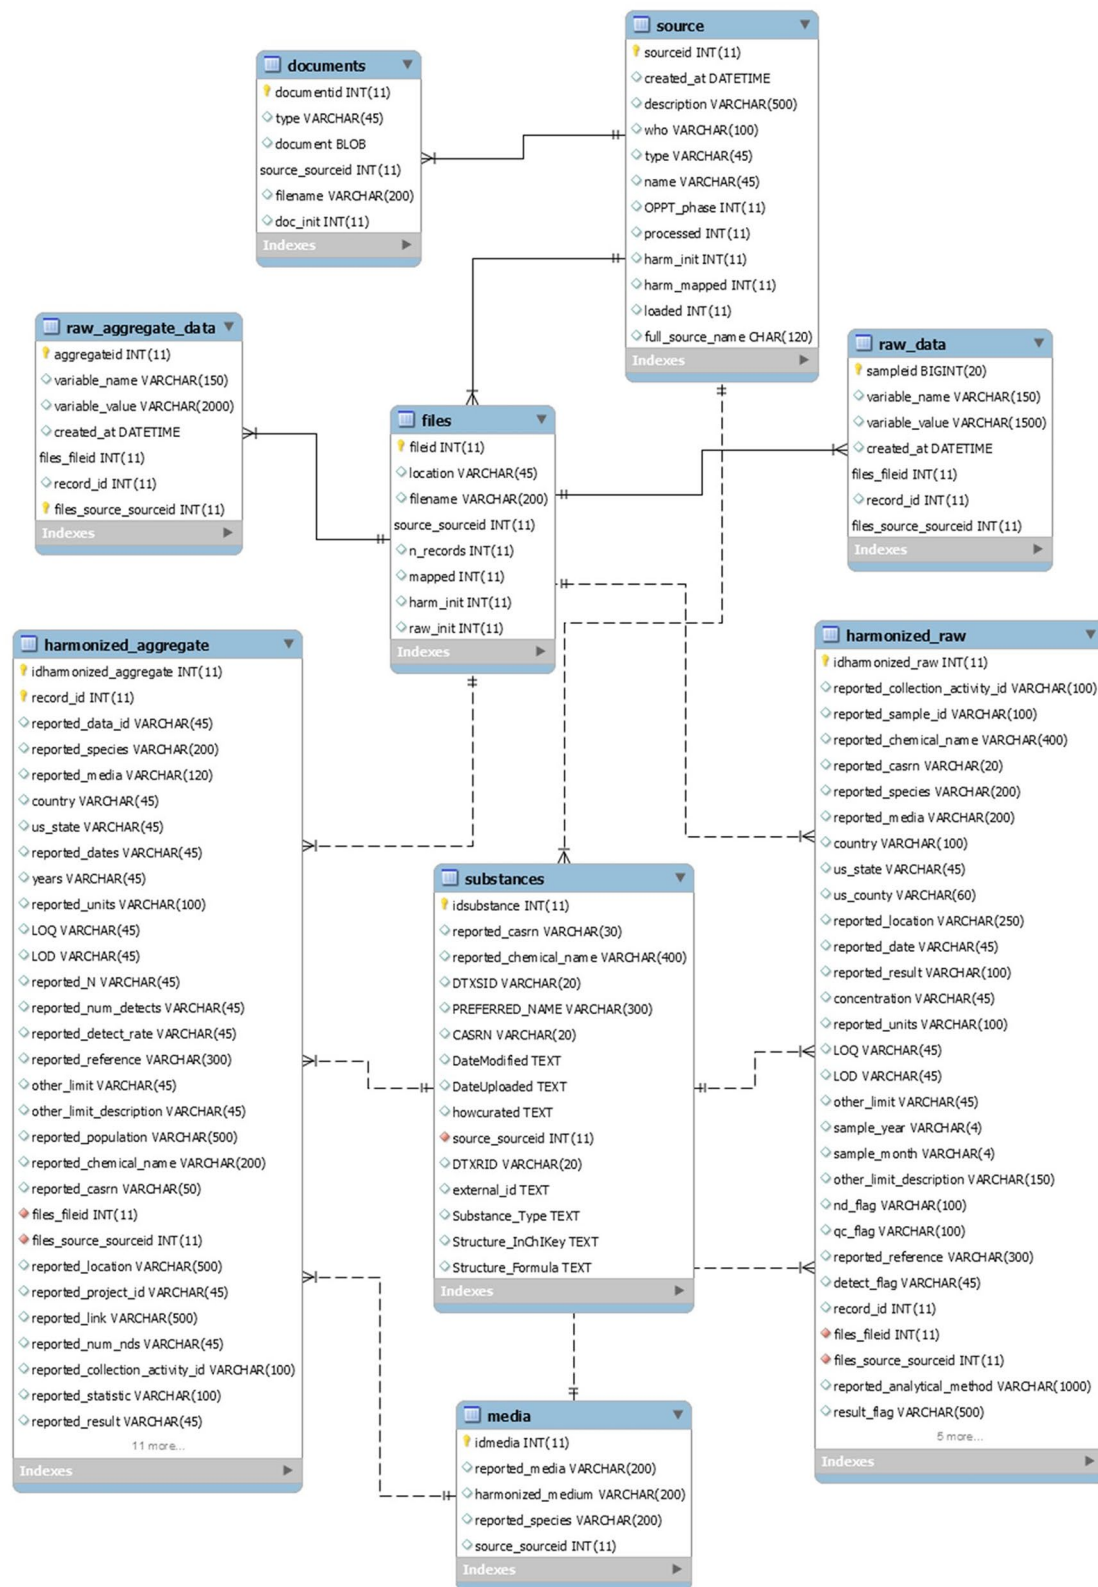 source
sourceid INT(11)
created_at DATETIME
description VARCHAR(500)
who VARCHAR(100)
type VARCHAR(45)
name VARCHAR(45)
OPPT_phase INT(11)
processed INT(11)
harm_init INT(11)
harm_mapped INT(11)
loaded INT(11)
full_source_name CHAR(120)
Indexes
documents
documentid INT(11)
type VARCHAR(45)
document BLOB
source_sourceid INT(11)
filename VARCHAR(200)
doc_init INT(11)
Indexes
raw_aggregate_data
aggregateid INT(11)
variable_name VARCHAR(150)
variable_value VARCHAR(2000)
created_at DATETIME
files_fileid INT(11)
record_id INT(11)
files_source_sourceid INT(11)
Indexes
files
fileid INT(11)
location VARCHAR(45)
filename VARCHAR(200)
source_sourceid INT(11)
n_records INT(11)
mapped INT(11)
harm_init INT(11)
raw_init INT(11)
Indexes
raw_data
sampleid BIGINT(20)
variable_name VARCHAR(150)
variable_value VARCHAR(1500)
created_at DATETIME
files_fileid INT(11)
record_id INT(11)
files_source_sourceid INT(11)
Indexes
harmonized_aggregate
idharmonized_aggregate INT(11)
record_id INT(11)
reported_data_id VARCHAR(45)
reported_species VARCHAR(200)
reported_media VARCHAR(120)
country VARCHAR(45)
us_state VARCHAR(45)
reported_dates VARCHAR(45)
years VARCHAR(45)
reported_units VARCHAR(100)
LOQ VARCHAR(45)
LOD VARCHAR(45)
reported_N VARCHAR(45)
reported_num_detects VARCHAR(45)
reported_detect_rate VARCHAR(45)
reported_reference VARCHAR(300)
other_limit VARCHAR(45)
other_limit_description VARCHAR(45)
reported_population VARCHAR(500)
reported_chemical_name VARCHAR(200)
reported_casrn VARCHAR(50)
files_fileid INT(11)
files_source_sourceid INT(11)
reported_location VARCHAR(500)
reported_project_id VARCHAR(45)
reported_link VARCHAR(500)
reported_num_nds VARCHAR(45)
reported_collection_activity_id VARCHAR(100)
reported_statistic VARCHAR(100)
reported_result VARCHAR(45)
11 more...
Indexes
substances
idsubstance INT(11)
reported_casrn VARCHAR(30)
reported_chemical_name VARCHAR(400)
DTXSID VARCHAR(20)
PREFERRED_NAME VARCHAR(300)
CASRN VARCHAR(20)
DateModified TEXT
DateUploaded TEXT
howcurated TEXT
source_sourceid INT(11)
DTXRID VARCHAR(20)
external_id TEXT
Substance_Type TEXT
Structure_InChIKey TEXT
Structure_Formula TEXT
Indexes
harmonized_raw
idharmonized_raw INT(11)
reported_collection_activity_id VARCHAR(100)
reported_sample_id VARCHAR(100)
reported_chemical_name VARCHAR(400)
reported_casrn VARCHAR(20)
reported_species VARCHAR(200)
reported_media VARCHAR(200)
country VARCHAR(100)
us_state VARCHAR(45)
us_county VARCHAR(60)
reported_location VARCHAR(250)
reported_date VARCHAR(45)
reported_result VARCHAR(100)
concentration VARCHAR(45)
reported_units VARCHAR(100)
LOQ VARCHAR(45)
LOD VARCHAR(45)
other_limit VARCHAR(45)
sample_year VARCHAR(4)
sample_month VARCHAR(4)
other_limit_description VARCHAR(150)
nd_flag VARCHAR(100)
qc_flag VARCHAR(100)
reported_reference VARCHAR(300)
detect_flag VARCHAR(45)
record_id INT(11)
files_fileid INT(11)
files_source_sourceid INT(11)
reported_analytical_method VARCHAR(1000)
result_flag VARCHAR(500)
5 more...
Indexes
media
idmedia INT(11)
reported_media VARCHAR(200)
harmonized_medium VARCHAR(200)
reported_species VARCHAR(200)
source_sourceid INT(11)
Indexes